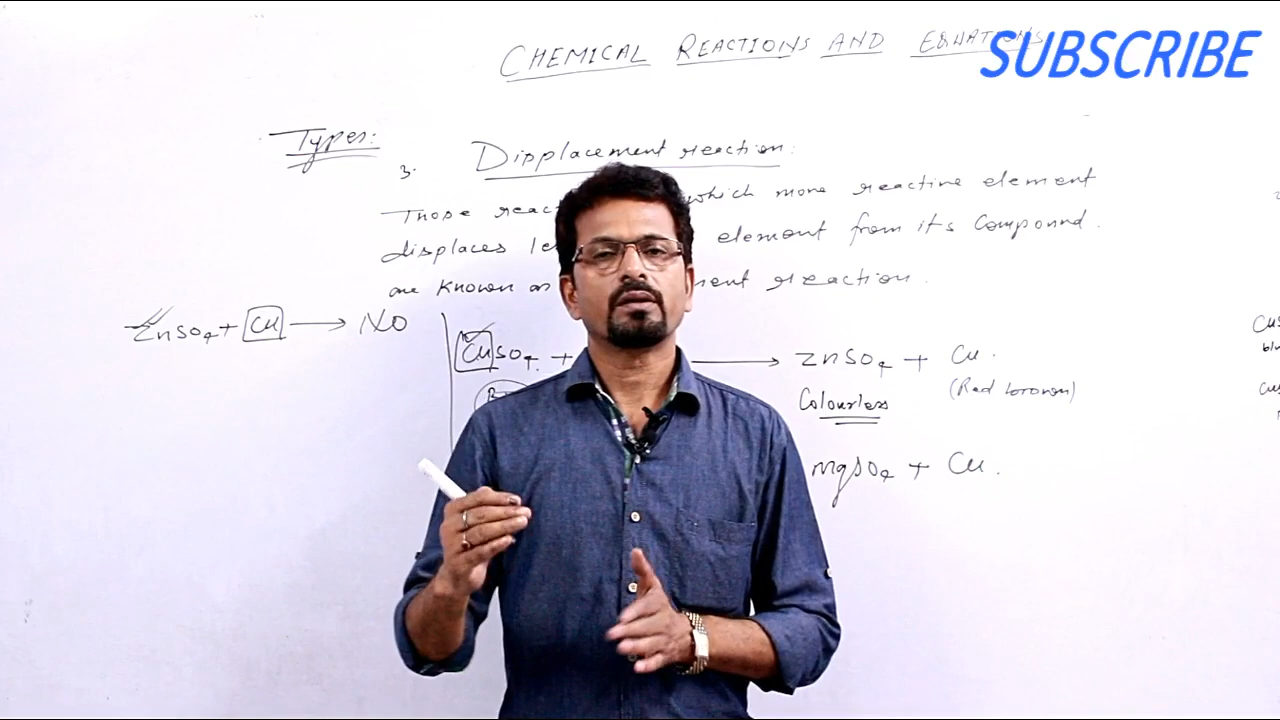 CHEMICAL REACTIONS AND EQUATIONS
SUBSCRIBE
Types:
3. Displacement reaction:
Those which more reactive element
displaces element from its compound.
are known as reaction.
ZnSO4 + Cu → NO
CuSO4 + → ZnSO4 + Cu.
Colourless (Red brown)
MgSO4 + Cu.